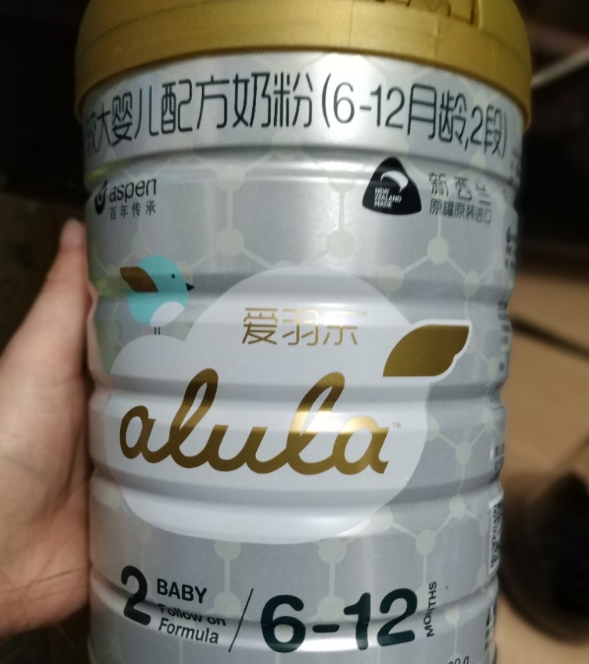 较大婴儿配方奶粉(6-12月龄,2段)
aspen
百年传承
NEW
ZEALAND
MADE
新西兰
原罐原装进口
爱羽乐
alula™
2 BABY
Follow on
Formula
6-12 MONTHS